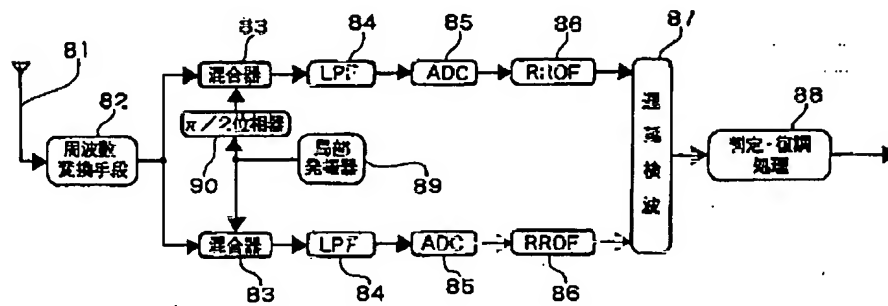 81
82
周波数
変換手段
83
混合器
84
LPF
85
ADC
86
RROF
87
遅延検波
88
判定・復調
処理
π/2位相器
90
局部
発振器
89
混合器
83
LPF
84
ADC
85
RROF
86